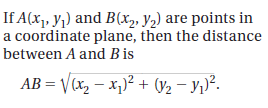 If A(x₁, y₁) and B(x₂, y₂) are points in
a coordinate plane, then the distance
between A and B is
AB = √(x₂ − x₁)² + (y₂ − y₁)².